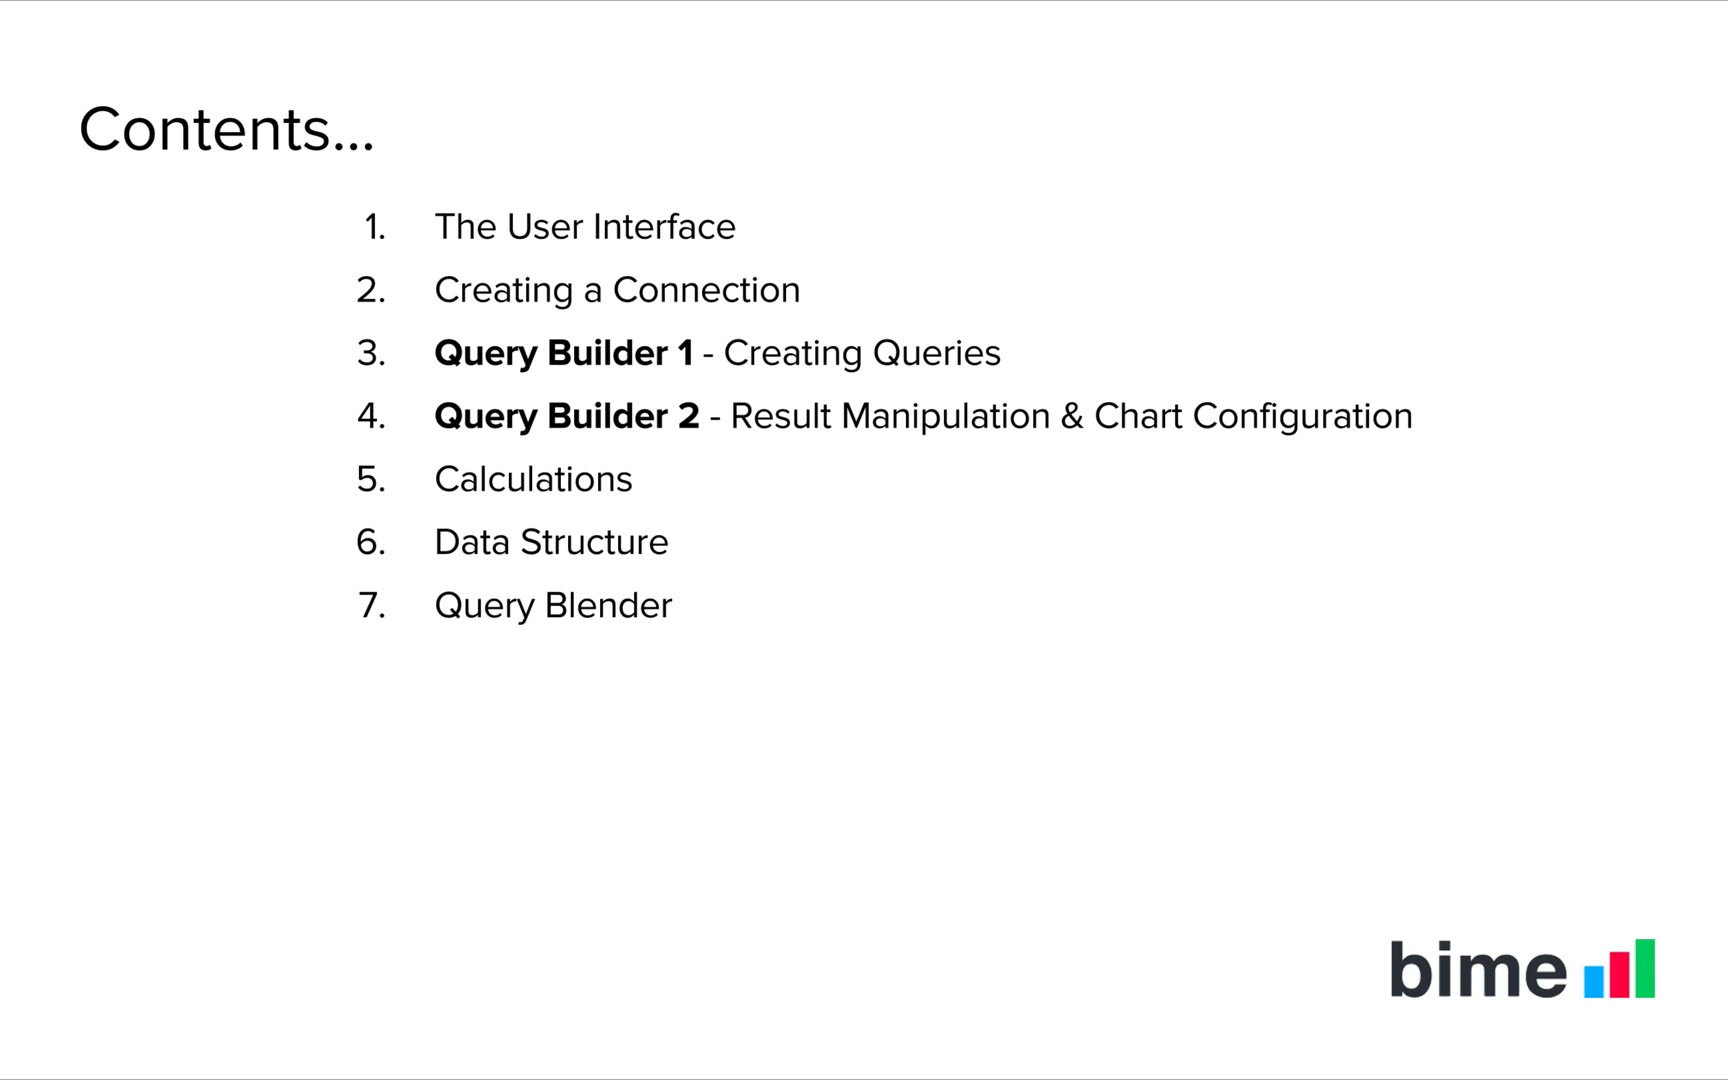 Contents...
1. The User Interface
2. Creating a Connection
3. Query Builder 1 - Creating Queries
4. Query Builder 2 - Result Manipulation & Chart Configuration
5. Calculations
6. Data Structure
7. Query Blender
bime